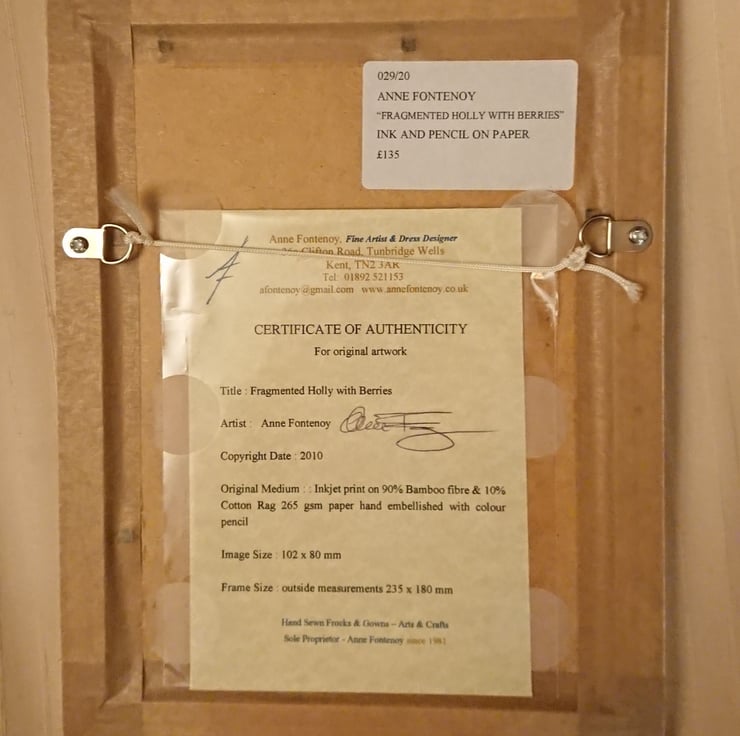 029/20
ANNE FONTENOY
"FRAGMENTED HOLLY WITH BERRIES"
INK AND PENCIL ON PAPER
£135
Anne Fontenoy, Fine Artist & Dress Designer
Clifton Road, Tunbridge Wells
Kent, TN2 3AR
Tel: 01892 521153
afontenoy@gmail.com www.annefontenoy.co.uk
CERTIFICATE OF AUTHENTICITY
For original artwork
Title : Fragmented Holly with Berries
Artist : Anne Fontenoy
Copyright Date : 2010
Original Medium : : Inkjet print on 90% Bamboo fibre & 10%
Cotton Rag 265 gsm paper hand embellished with colour
pencil
Image Size : 102 x 80 mm
Frame Size : outside measurements 235 x 180 mm
Hand Sewn Frocks & Gowns – Arts & Crafts
Sole Proprietor - Anne Fontenoy since 1981